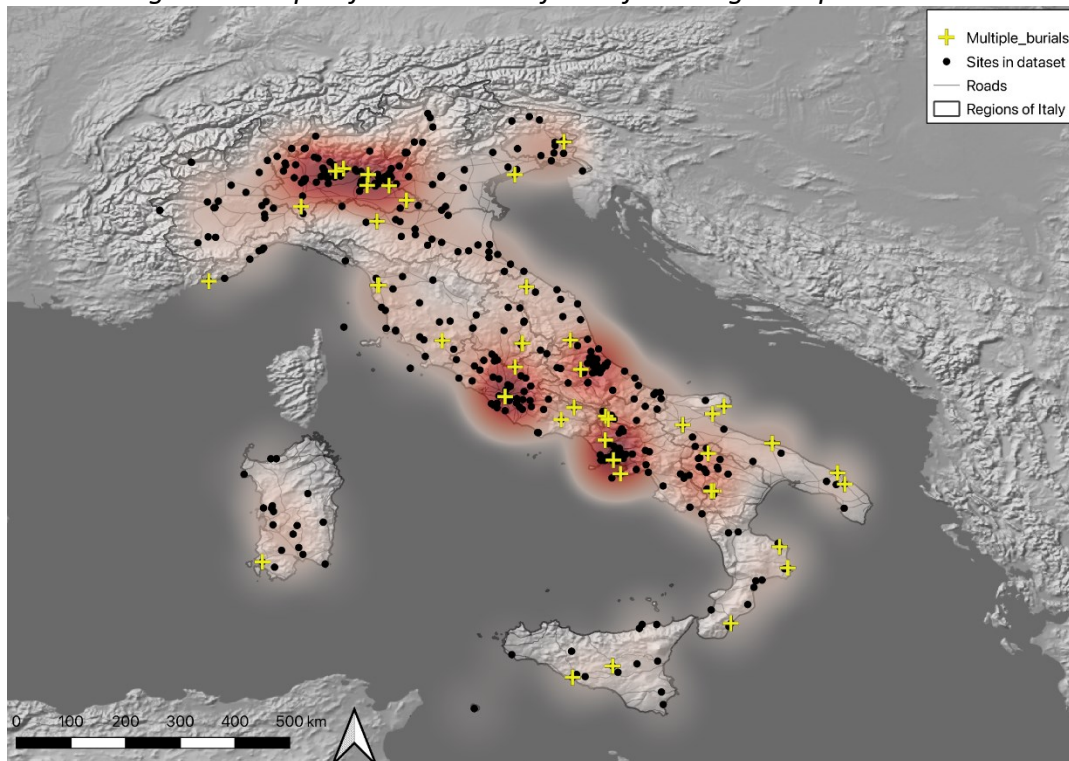 Multiple_burials
Sites in dataset
Roads
Regions of Italy
0 100 200 300 400 500 km